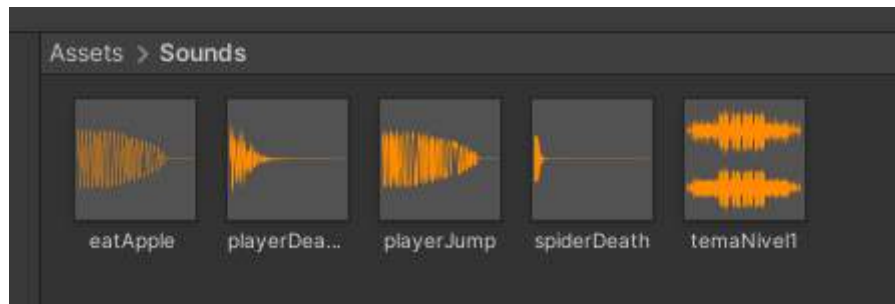 Assets > Sounds
eatApple playerDea... playerJump spiderDeath temaNivel1